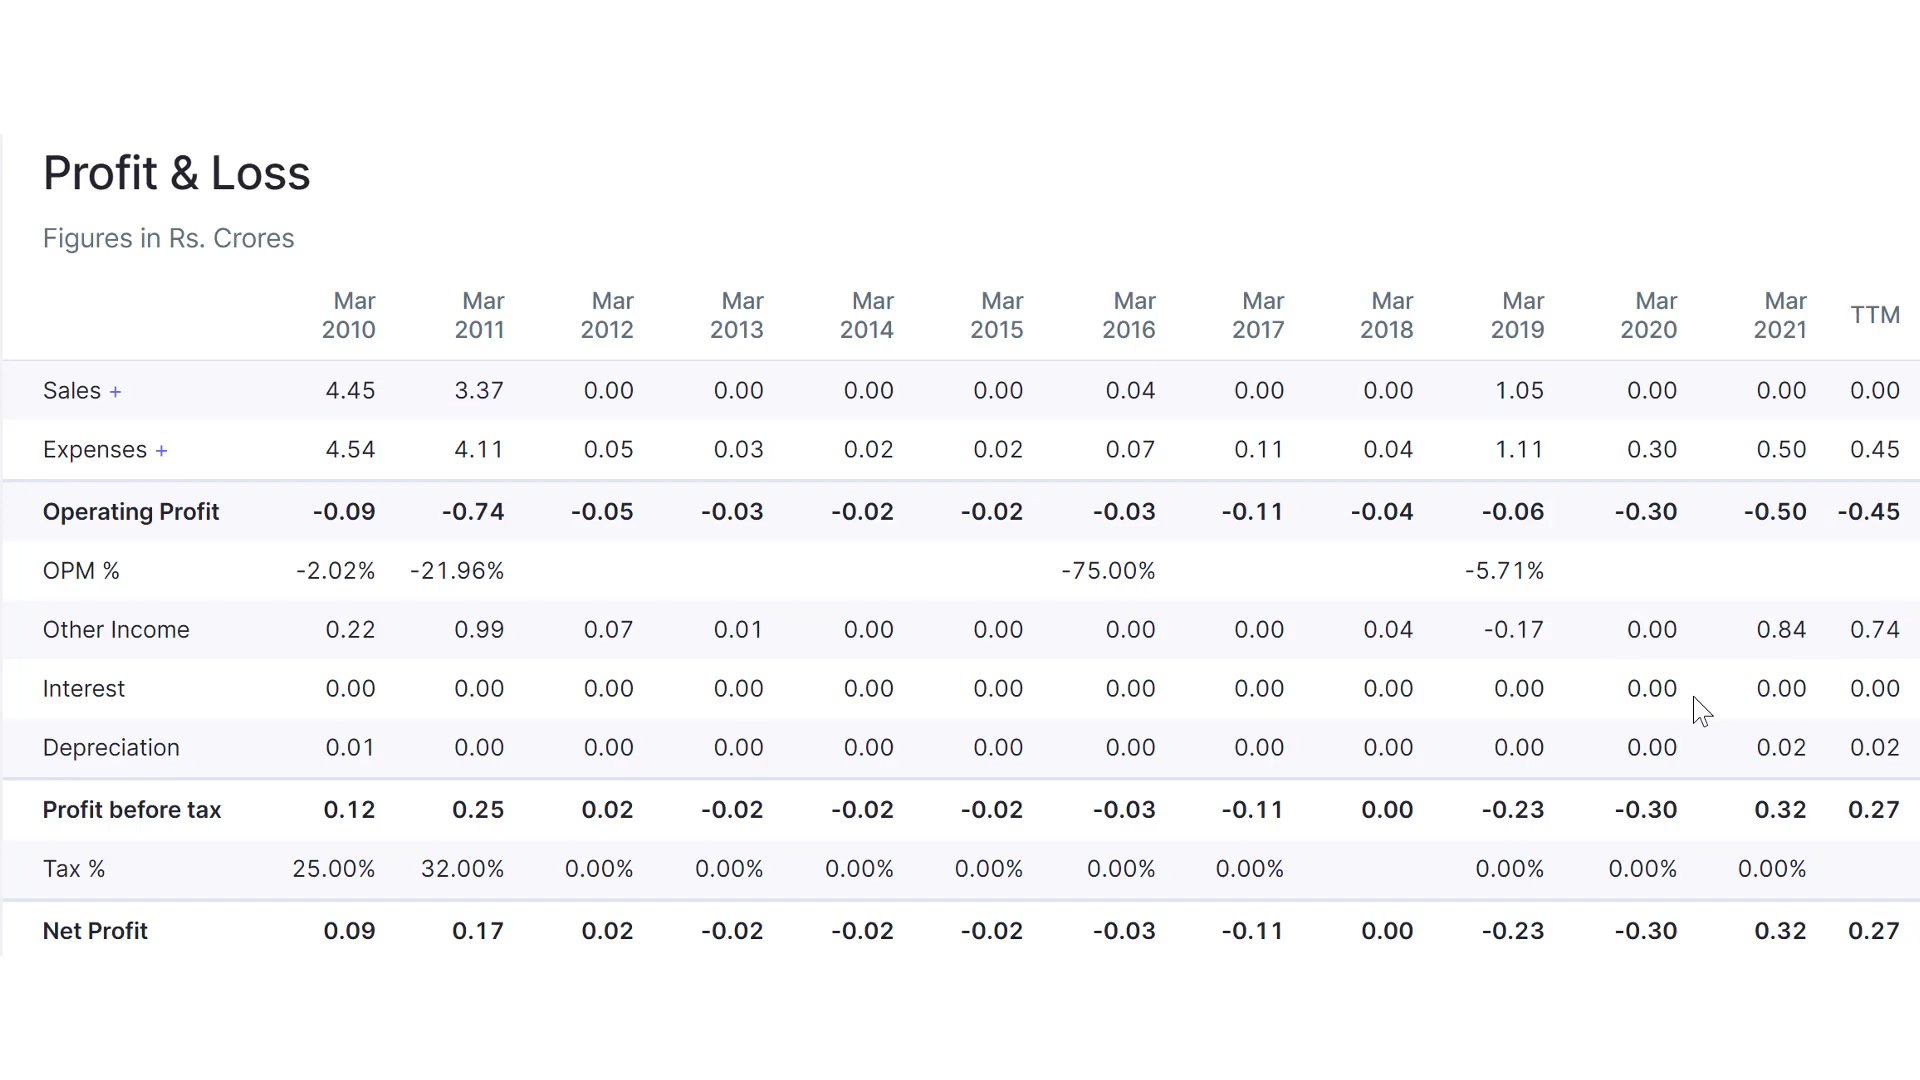 Profit & Loss
Figures in Rs. Crores
Mar Mar Mar Mar Mar Mar Mar Mar Mar Mar Mar Mar TTM
2010 2011 2012 2013 2014 2015 2016 2017 2018 2019 2020 2021
Sales + 4.45 3.37 0.00 0.00 0.00 0.00 0.04 0.00 0.00 1.05 0.00 0.00 0.00
Expenses + 4.54 4.11 0.05 0.03 0.02 0.02 0.07 0.11 0.04 1.11 0.30 0.50 0.45
Operating Profit -0.09 -0.74 -0.05 -0.03 -0.02 -0.02 -0.03 -0.11 -0.04 -0.06 -0.30 -0.50 -0.45
OPM % -2.02% -21.96% -75.00% -5.71%
Other Income 0.22 0.99 0.07 0.01 0.00 0.00 0.00 0.00 0.04 -0.17 0.00 0.84 0.74
Interest 0.00 0.00 0.00 0.00 0.00 0.00 0.00 0.00 0.00 0.00 0.00 0.00 0.00
Depreciation 0.01 0.00 0.00 0.00 0.00 0.00 0.00 0.00 0.00 0.00 0.00 0.02 0.02
Profit before tax 0.12 0.25 0.02 -0.02 -0.02 -0.02 -0.03 -0.11 0.00 -0.23 -0.30 0.32 0.27
Tax % 25.00% 32.00% 0.00% 0.00% 0.00% 0.00% 0.00% 0.00% 0.00% 0.00% 0.00%
Net Profit 0.09 0.17 0.02 -0.02 -0.02 -0.02 -0.03 -0.11 0.00 -0.23 -0.30 0.32 0.27